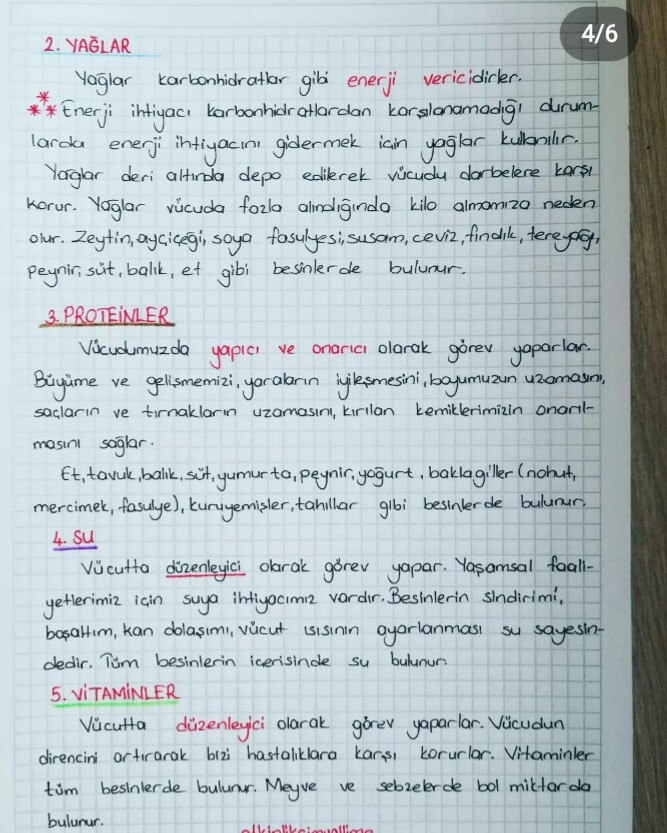 4/6
2. YAĞLAR
Yağlar karbonhidratlar gibi enerji vericidirler.
*** Enerji ihtiyacı karbonhidratlardan karşılanamadığı durum-
larda enerji ihtiyacını gidermek için yağlar kullanılır.
Yağlar deri altında depo edilerek vücudu darbelere karşı
korur. Yağlar vücuda fazla alındığında kilo almamıza neden
olur. Zeytin, ayçiçeği, soya fasulyesi, susam, ceviz, fındık, tereyağı,
peynir, süt, balık, et gibi besinlerde bulunur.
3. PROTEİNLER
Vücudumuzda yapıcı ve onarıcı olarak görev yaparlar.
Büyüme ve gelişmemizi, yaraların iyileşmesini, boyumuzun uzamasını,
saçların ve tırnakların uzamasını, kırılan kemiklerimizin onarıl-
masını sağlar.
Et, tavuk, balık, süt, yumurta, peynir, yoğurt, baklagiller (nohut,
mercimek, fasulye), kuruyemişler, tahıllar gibi besinlerde bulunur.
4. SU
Vücutta düzenleyici olarak görev yapar. Yaşamsal faali-
yetlerimiz için suya ihtiyacımız vardır. Besinlerin sindirimi,
boşaltım, kan dolaşımı, vücut ısısının ayarlanması su sayesin-
dedir. Tüm besinlerin içerisinde su bulunur.
5. VİTAMİNLER
Vücutta düzenleyici olarak görev yaparlar. Vücudun
direncini artırarak bizi hastalıklara karşı korurlar. Vitaminler
tüm besinlerde bulunur. Meyve ve sebzelerde bol miktarda
bulunur.